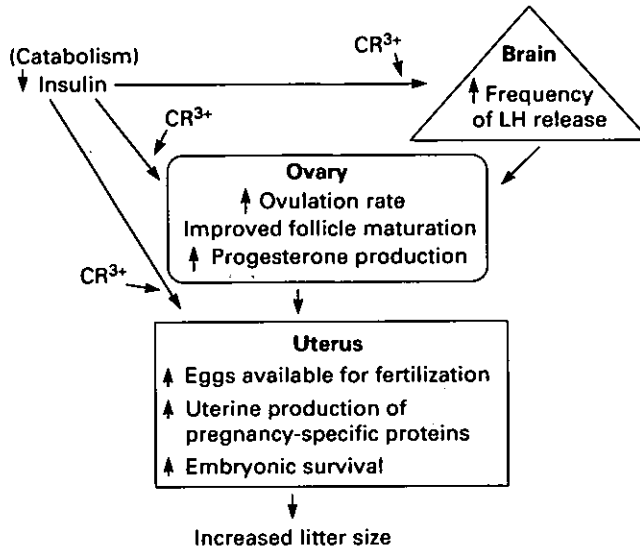 CR3+
(Catabolism)
Insulin
Brain
Frequency
of LH release
CR3+
Ovary
Ovulation rate
Improved follicle maturation
Progesterone production
CR3+
Uterus
Eggs available for fertilization
Uterine production of
pregnancy-specific proteins
Embryonic survival
Increased litter size